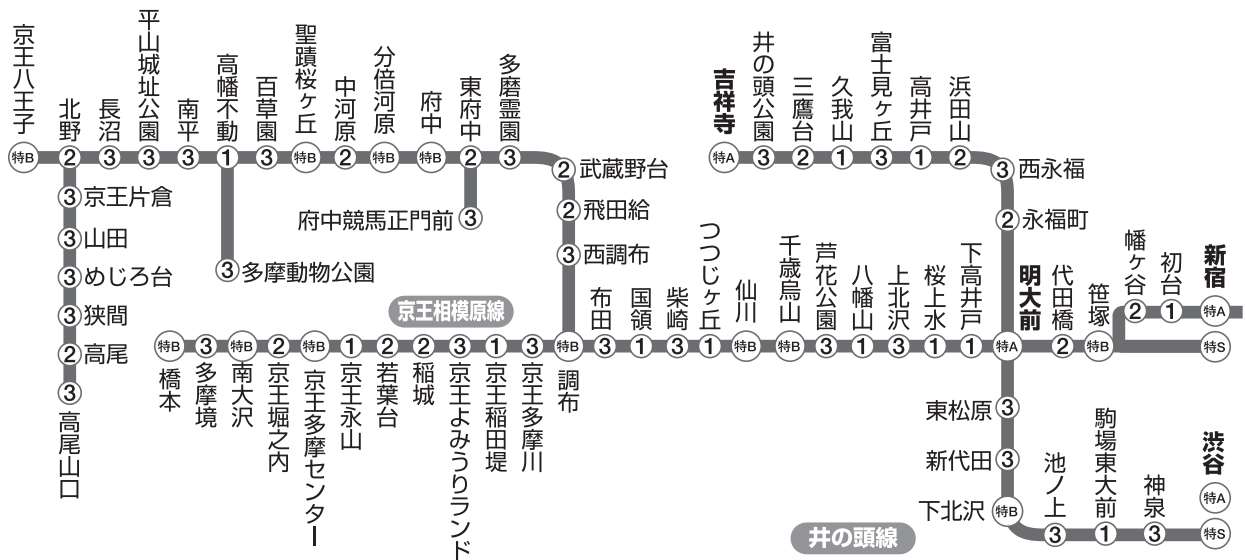 京王八王子
特B
北野
2
長沼
3
平山城址公園
3
南平
3
高幡不動
1
百草園
3
聖蹟桜ヶ丘
特B
中河原
2
分倍河原
特B
府中
特B
東府中
2
多磨霊園
3
武蔵野台
2
飛田給
2
西調布
3
京王片倉
3
山田
3
めじろ台
3
狭間
3
高尾
2
高尾山口
3
多摩動物公園
3
府中競馬正門前
3
京王相模原線
橋本
特B
多摩境
3
南大沢
特B
京王堀之内
2
京王多摩センター
特B
京王永山
1
若葉台
2
稲城
2
京王よみうりランド
3
京王稲田堤
1
京王多摩川
3
調布
特B
布田
3
国領
1
柴崎
3
つつじヶ丘
1
仙川
特B
千歳烏山
特B
芦花公園
3
八幡山
1
上北沢
3
桜上水
1
下高井戸
1
明大前
特A
代田橋
2
笹塚
特B
幡ヶ谷
2
初台
1
新宿
特A
特S
吉祥寺
特A
井の頭公園
3
三鷹台
2
久我山
1
富士見ヶ丘
3
高井戸
1
浜田山
2
西永福
3
永福町
2
東松原
3
新代田
3
下北沢
特B
池ノ上
3
駒場東大前
1
神泉
3
渋谷
特A
特S
井の頭線